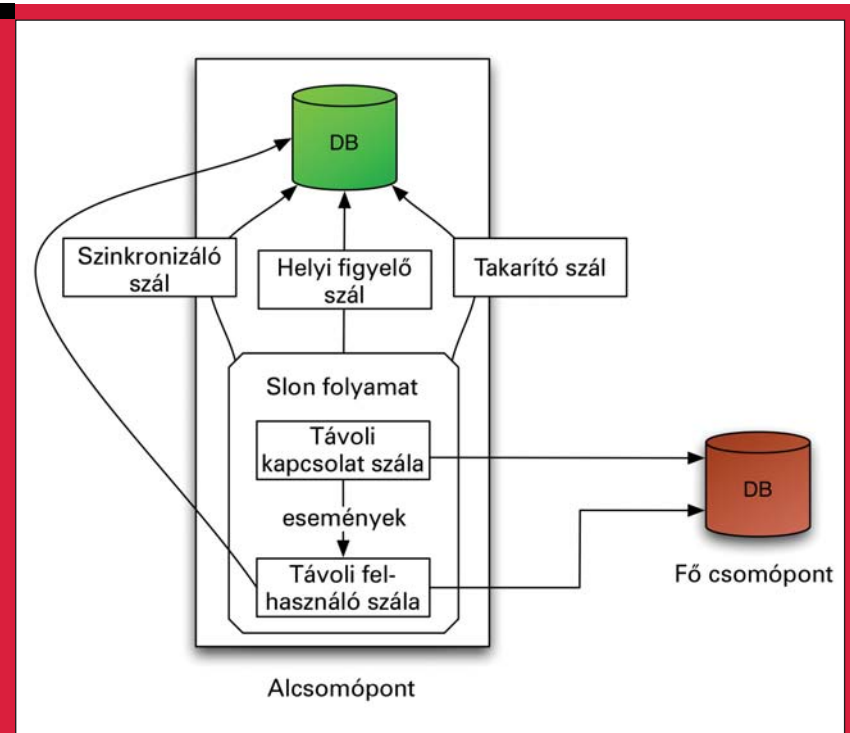 DB
Szinkronizáló
szál
Helyi figyelő
szál
Takarító szál
Slon folyamat
Távoli
kapcsolat szála
események
Távoli fel-
használó szála
DB
Fő csomópont
Alcsomópont